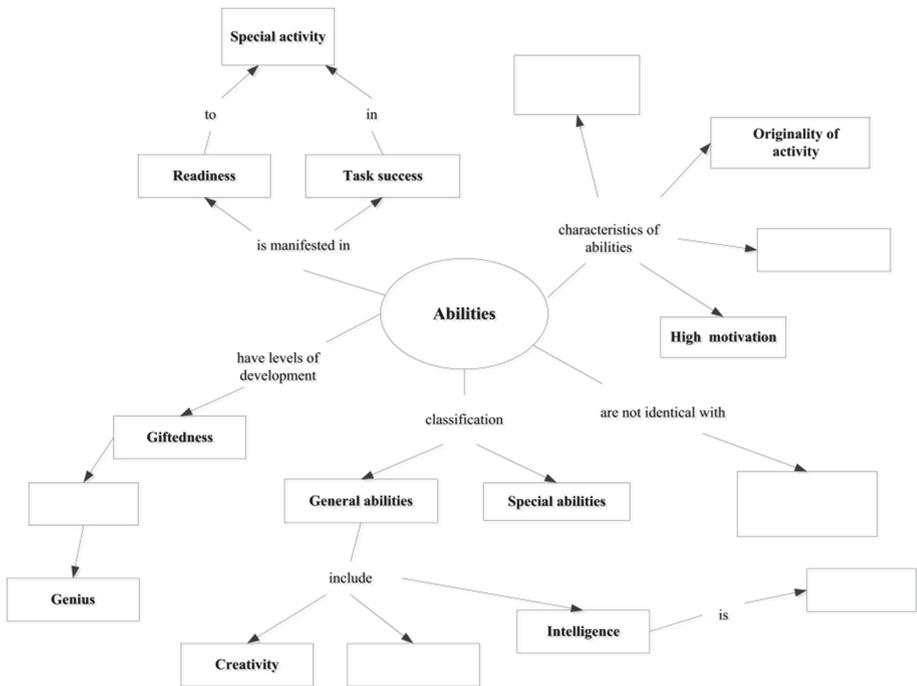 Special activity
to
in
Readiness
Task success
is manifested in
Originality of
activity
characteristics of
abilities
Abilities
High motivation
have levels of
development
Giftedness
Genius
classification
General abilities
Special abilities
are not identical with
include
Creativity
Intelligence
is